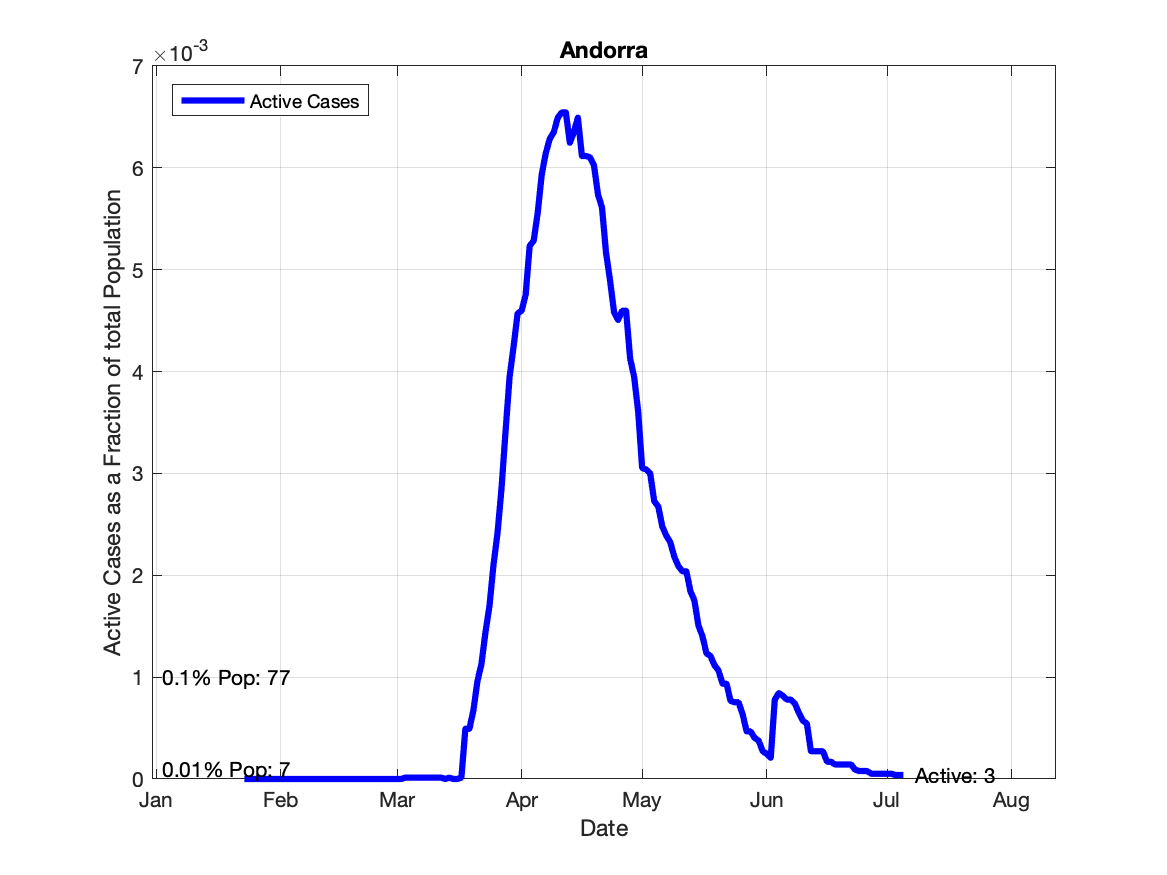 Andorra
×10-3
Active Cases
Active Cases as a Fraction of total Population
7
6
5
4
3
2
1
0
0.1% Pop: 77
0.01% Pop: 7
Active: 3
Jan Feb Mar Apr May Jun Jul Aug
Date